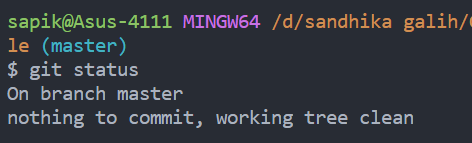 sapik@Asus-4111 MINGW64 /d/sandhika galih/
le (master)
$ git status
On branch master
nothing to commit, working tree clean